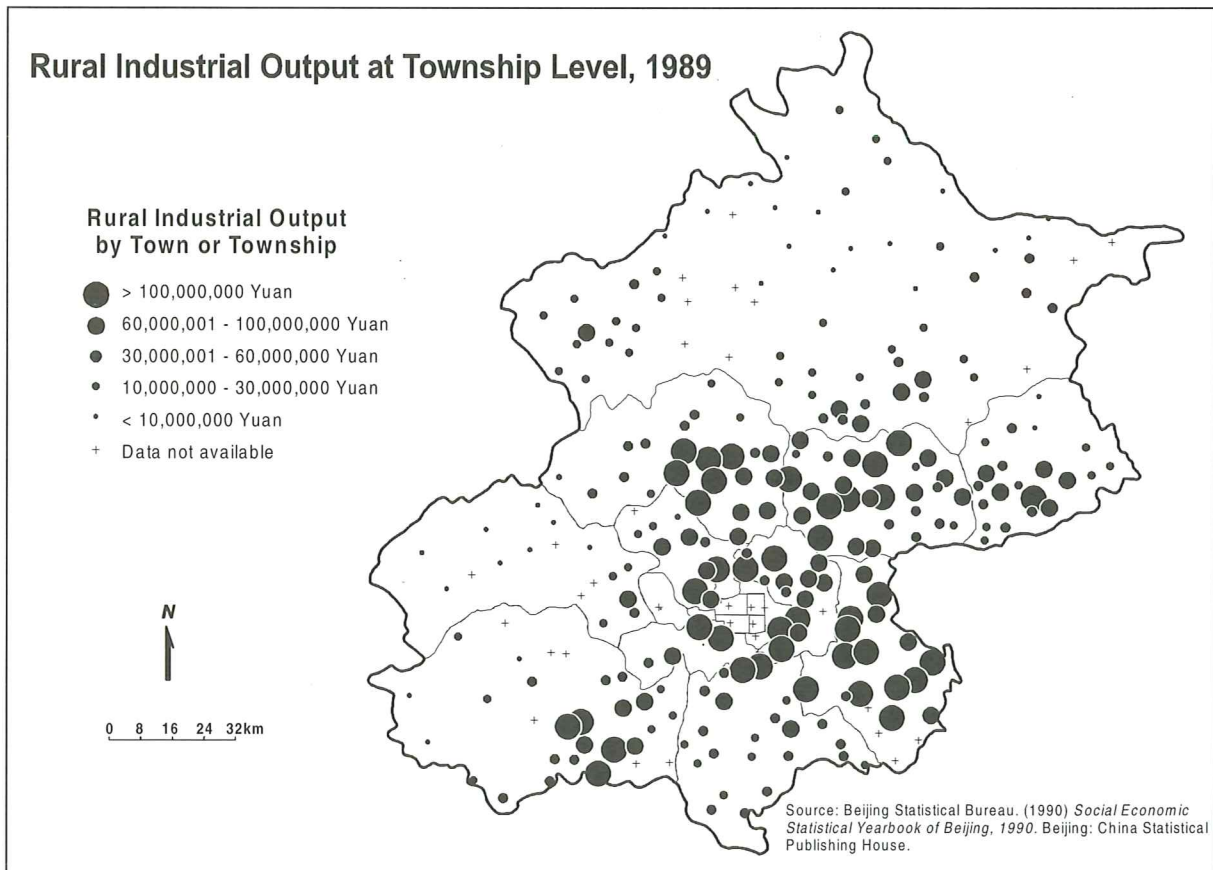 Rural Industrial Output at Township Level, 1989
Rural Industrial Output
by Town or Township
> 100,000,000 Yuan
60,000,001 - 100,000,000 Yuan
30,000,001 - 60,000,000 Yuan
10,000,000 - 30,000,000 Yuan
< 10,000,000 Yuan
Data not available
N
0 8 16 24 32km
Source: Beijing Statistical Bureau. (1990) Social Economic
Statistical Yearbook of Beijing, 1990. Beijing: China Statistical
Publishing House.